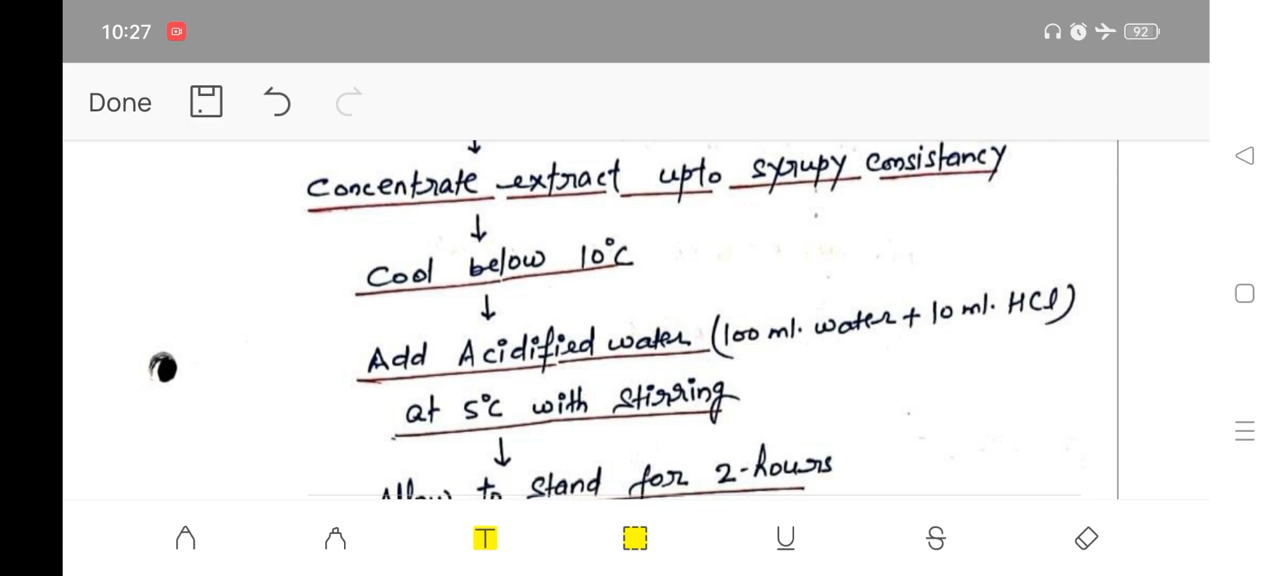 10:27
92
Done
Concentrate extract upto syrupy consistancy
Cool below 10°C
Add Acidified water (100 ml. water + 10 ml. HCl)
at 5°C with stirring
Allow to stand for 2-hours
T
U
S